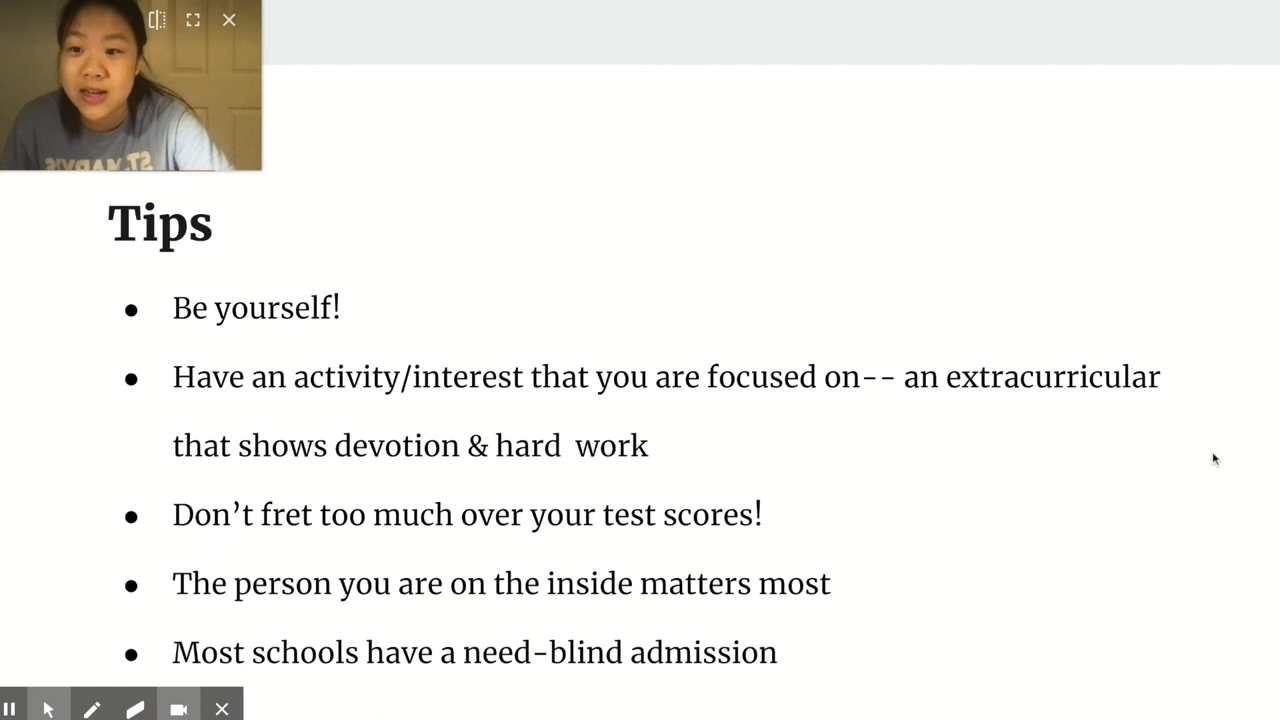 ST. MARY'S
Tips
● Be yourself!
● Have an activity/interest that you are focused on-- an extracurricular
that shows devotion & hard work
● Don’t fret too much over your test scores!
● The person you are on the inside matters most
● Most schools have a need-blind admission